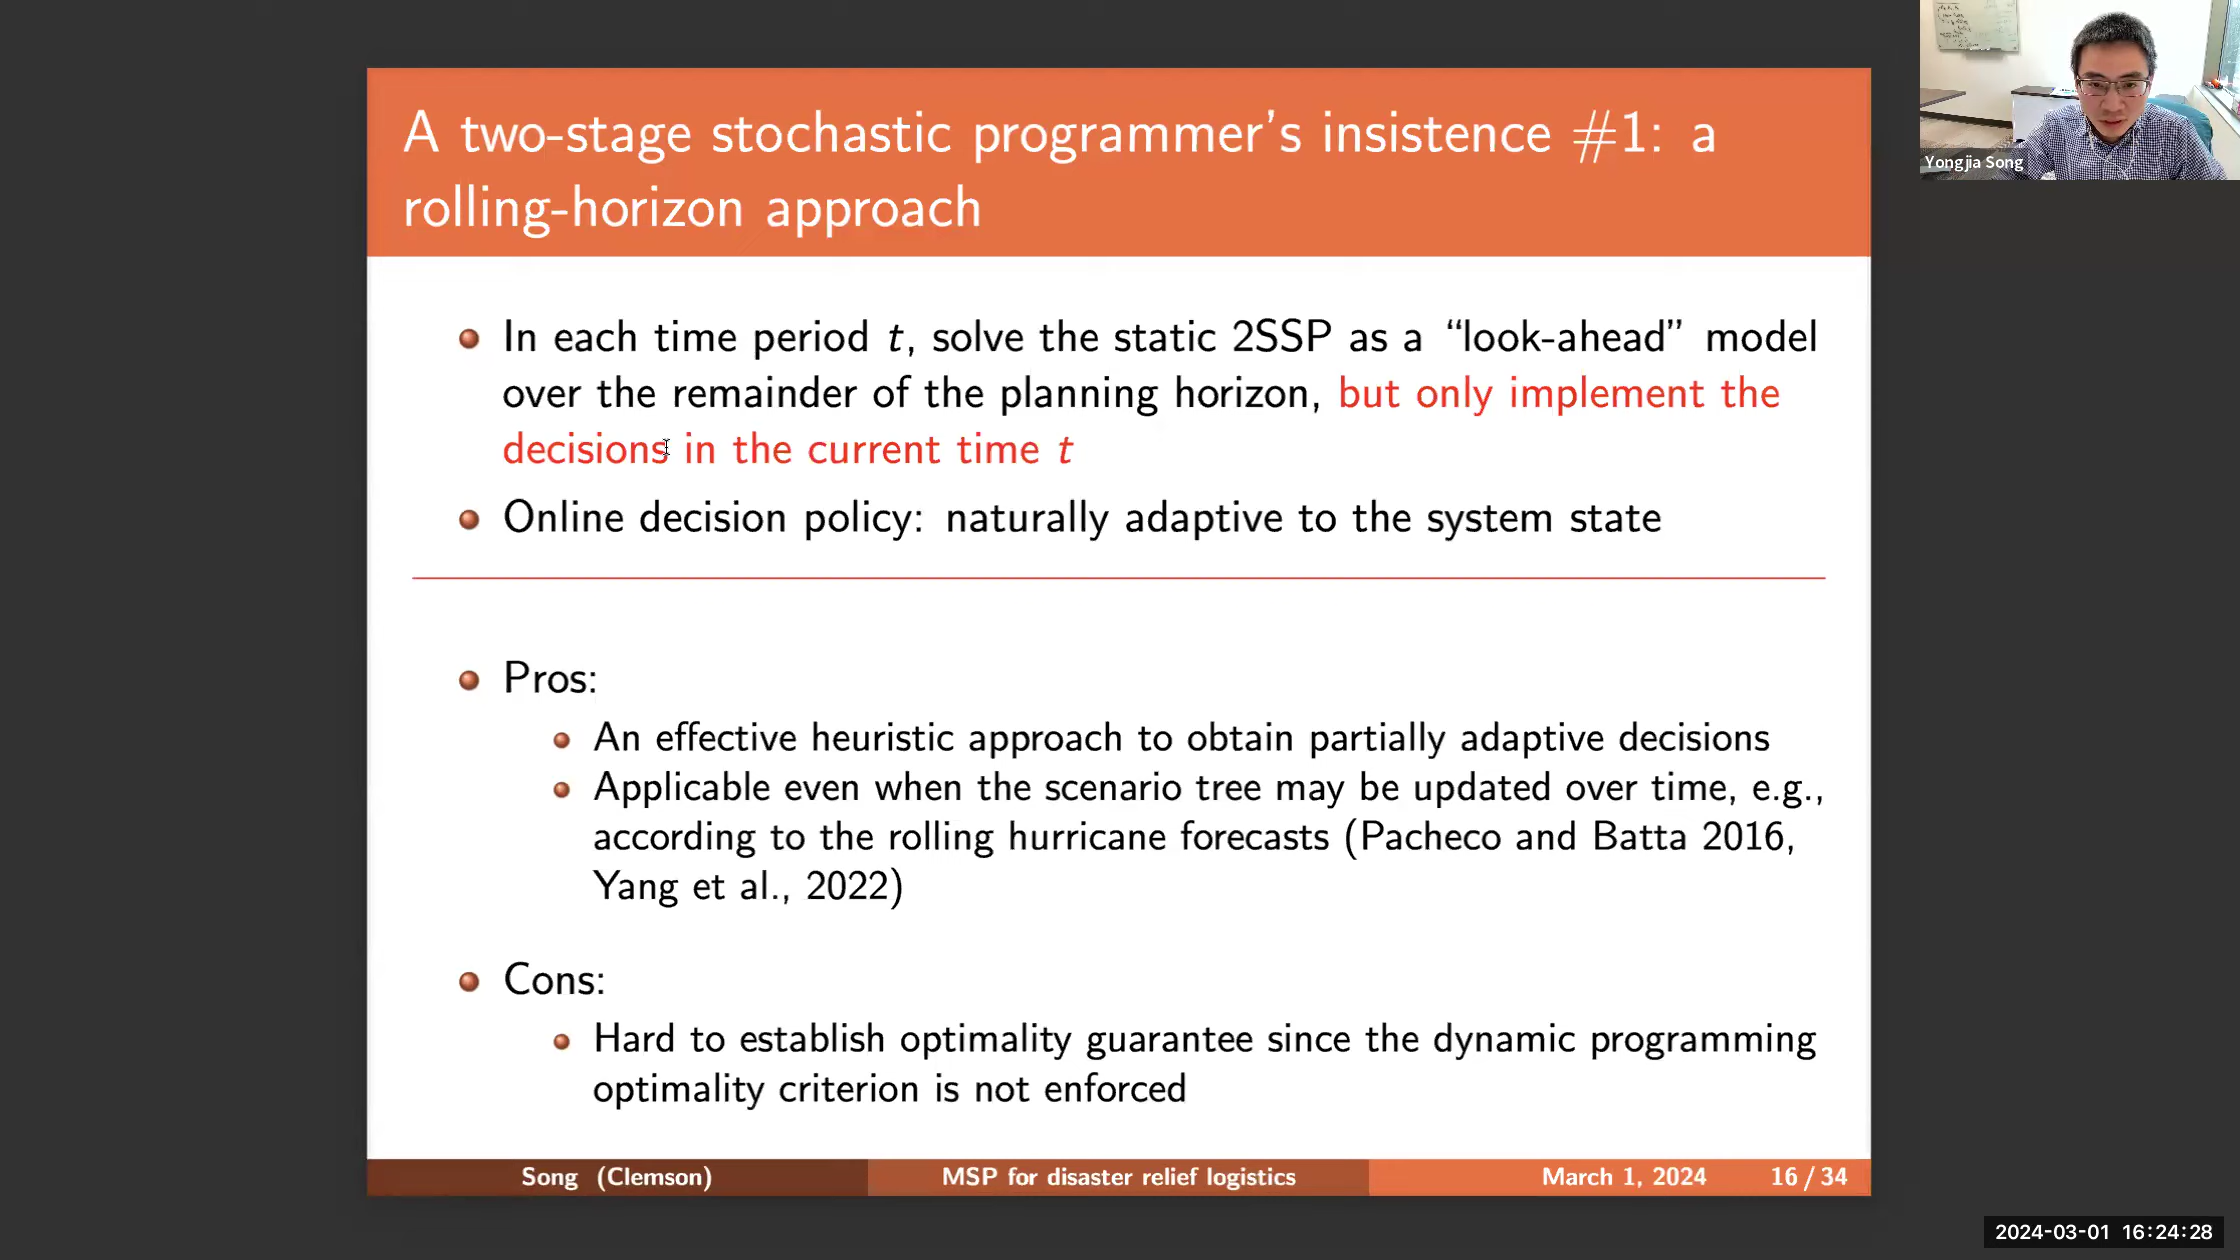 A two-stage stochastic programmer's insistence #1: a
rolling-horizon approach
Yongjia Song
In each time period t, solve the static 2SSP as a “look-ahead” model
over the remainder of the planning horizon, but only implement the
decisions in the current time t
Online decision policy: naturally adaptive to the system state
Pros:
An effective heuristic approach to obtain partially adaptive decisions
Applicable even when the scenario tree may be updated over time, e.g.,
according to the rolling hurricane forecasts (Pacheco and Batta 2016,
Yang et al., 2022)
Cons:
Hard to establish optimality guarantee since the dynamic programming
optimality criterion is not enforced
Song (Clemson) MSP for disaster relief logistics March 1, 2024 16 / 34
2024-03-01 16:24:28